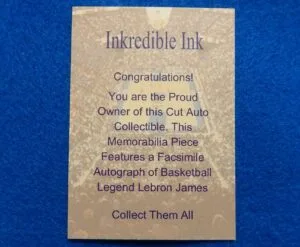 Inkredible Ink
Congratulations!
You are the Proud
Owner of this Cut Auto
Collectible. This
Memorabilia Piece
Features a Facsimile
Autograph of Basketball
Legend Lebron James
Collect Them All